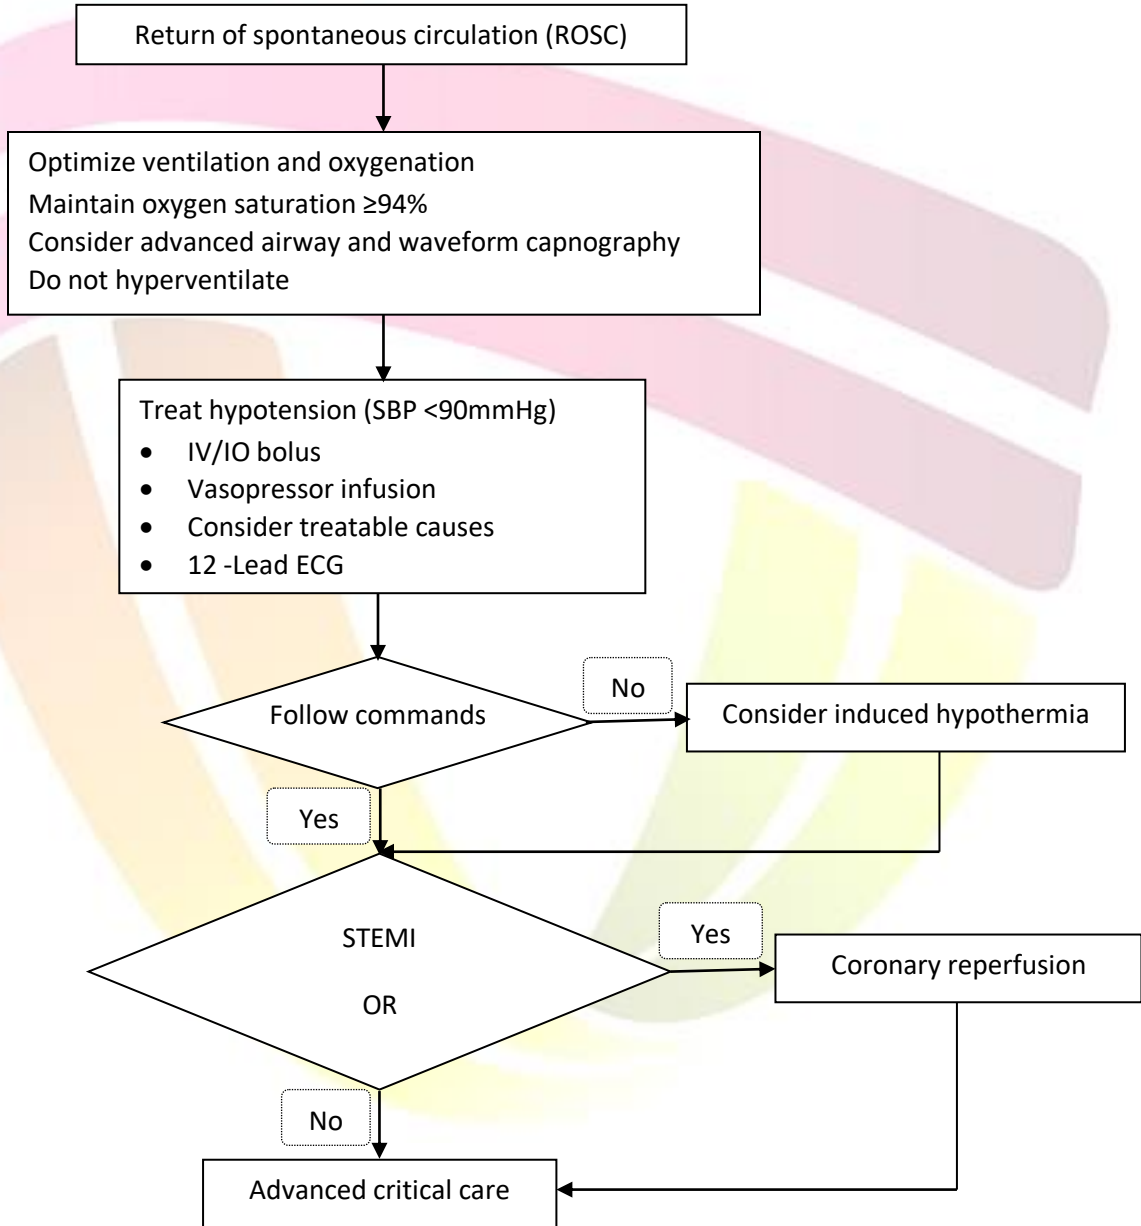 Return of spontaneous circulation (ROSC)
Optimize ventilation and oxygenation
Maintain oxygen saturation ≥94%
Consider advanced airway and waveform capnography
Do not hyperventilate
Treat hypotension (SBP <90mmHg)
• IV/IO bolus
• Vasopressor infusion
• Consider treatable causes
• 12 -Lead ECG
Follow commands
No
Consider induced hypothermia
Yes
STEMI
OR
Yes
Coronary reperfusion
No
Advanced critical care